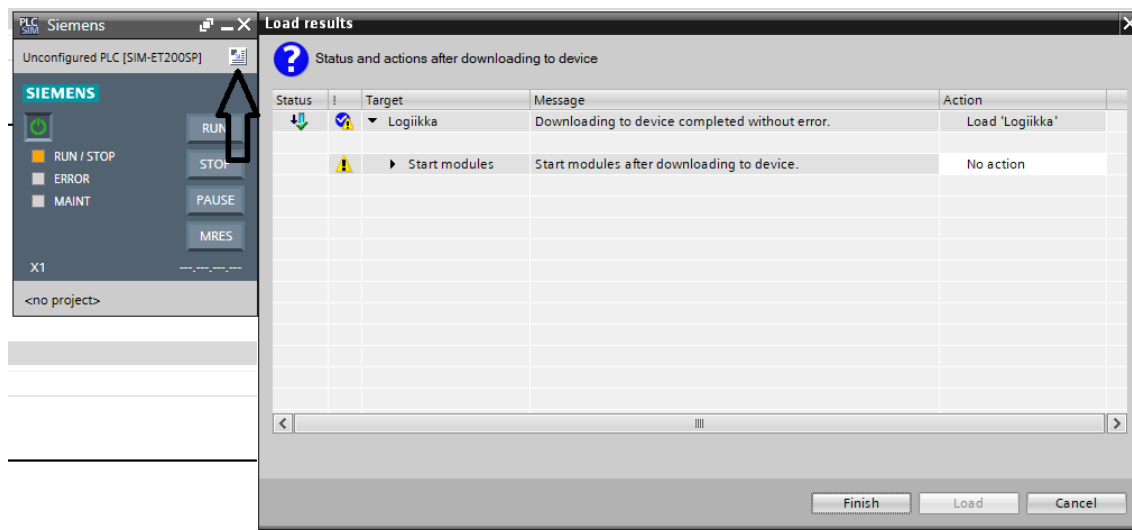 PLC SIM Siemens
Unconfigured PLC [SIM-ET200SP]
SIEMENS
RUN
RUN / STOP
STOP
ERROR
MAINT
PAUSE
MRES
X1 ---.---.---.---
<no project>
Load results
Status and actions after downloading to device
Status ! Target Message Action
Logiikka Downloading to device completed without error. Load 'Logiikka'
Start modules Start modules after downloading to device. No action
Finish Load Cancel